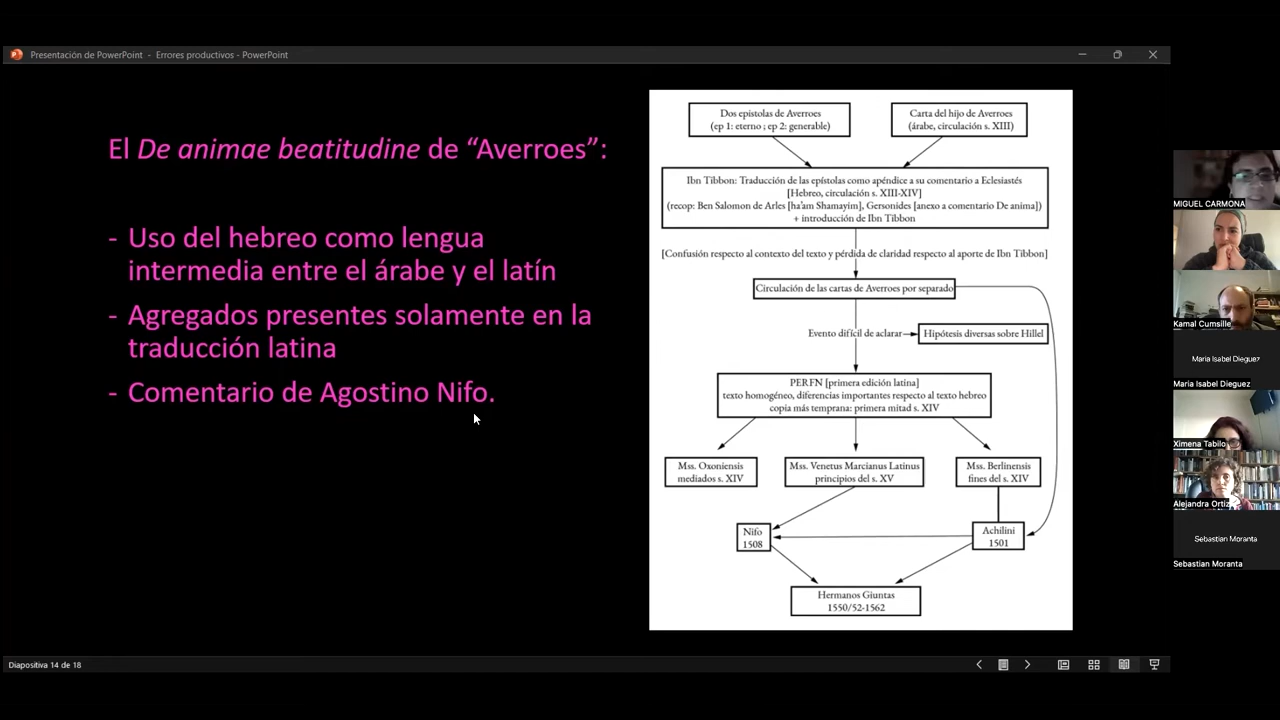 Presentación de PowerPoint - Errores productivos - PowerPoint
El De animae beatitudine de “Averroes”:
- Uso del hebreo como lengua
intermedia entre el árabe y el latín
- Agregados presentes solamente en la
traducción latina
- Comentario de Agostino Nifo.
Dos epístolas de Averroes
(ep 1: eterno ; ep 2: generable)
Carta del hijo de Averroes
(árabe, circulación s. XIII)
Ibn Tibbon: Traducción de las epístolas como apéndice a su comentario a Eclesiastés
[Hebreo, circulación s. XIII-XIV]
(recop: Ben Salomon de Arles [ha'am Shamayim], Gersonides [anexo a comentario De anima])
+ introducción de Ibn Tibbon
[Confusión respecto al contexto del texto y pérdida de claridad respecto al aporte de Ibn Tibbon]
Circulación de las cartas de Averroes por separado
Evento difícil de aclarar
Hipótesis diversas sobre Hillel
PERFN [primera edición latina]
texto homogéneo, diferencias importantes respecto al texto hebreo
copia más temprana: primera mitad s. XIV
Mss. Oxoniensis
mediados s. XIV
Mss. Venetus Marcianus Latinus
principios del s. XV
Mss. Berlinensis
fines del s. XIV
Nifo
1508
Achilini
1501
Hermanos Giuntas
1550/52-1562
Diapositiva 14 de 18
MIGUEL CARMONA
Kamal Cumsille
Maria Isabel Dieguez
Maria Isabel Dieguez
Ximena Tabilo
Alejandra Ortiz
Sebastian Moranta
Sebastian Moranta